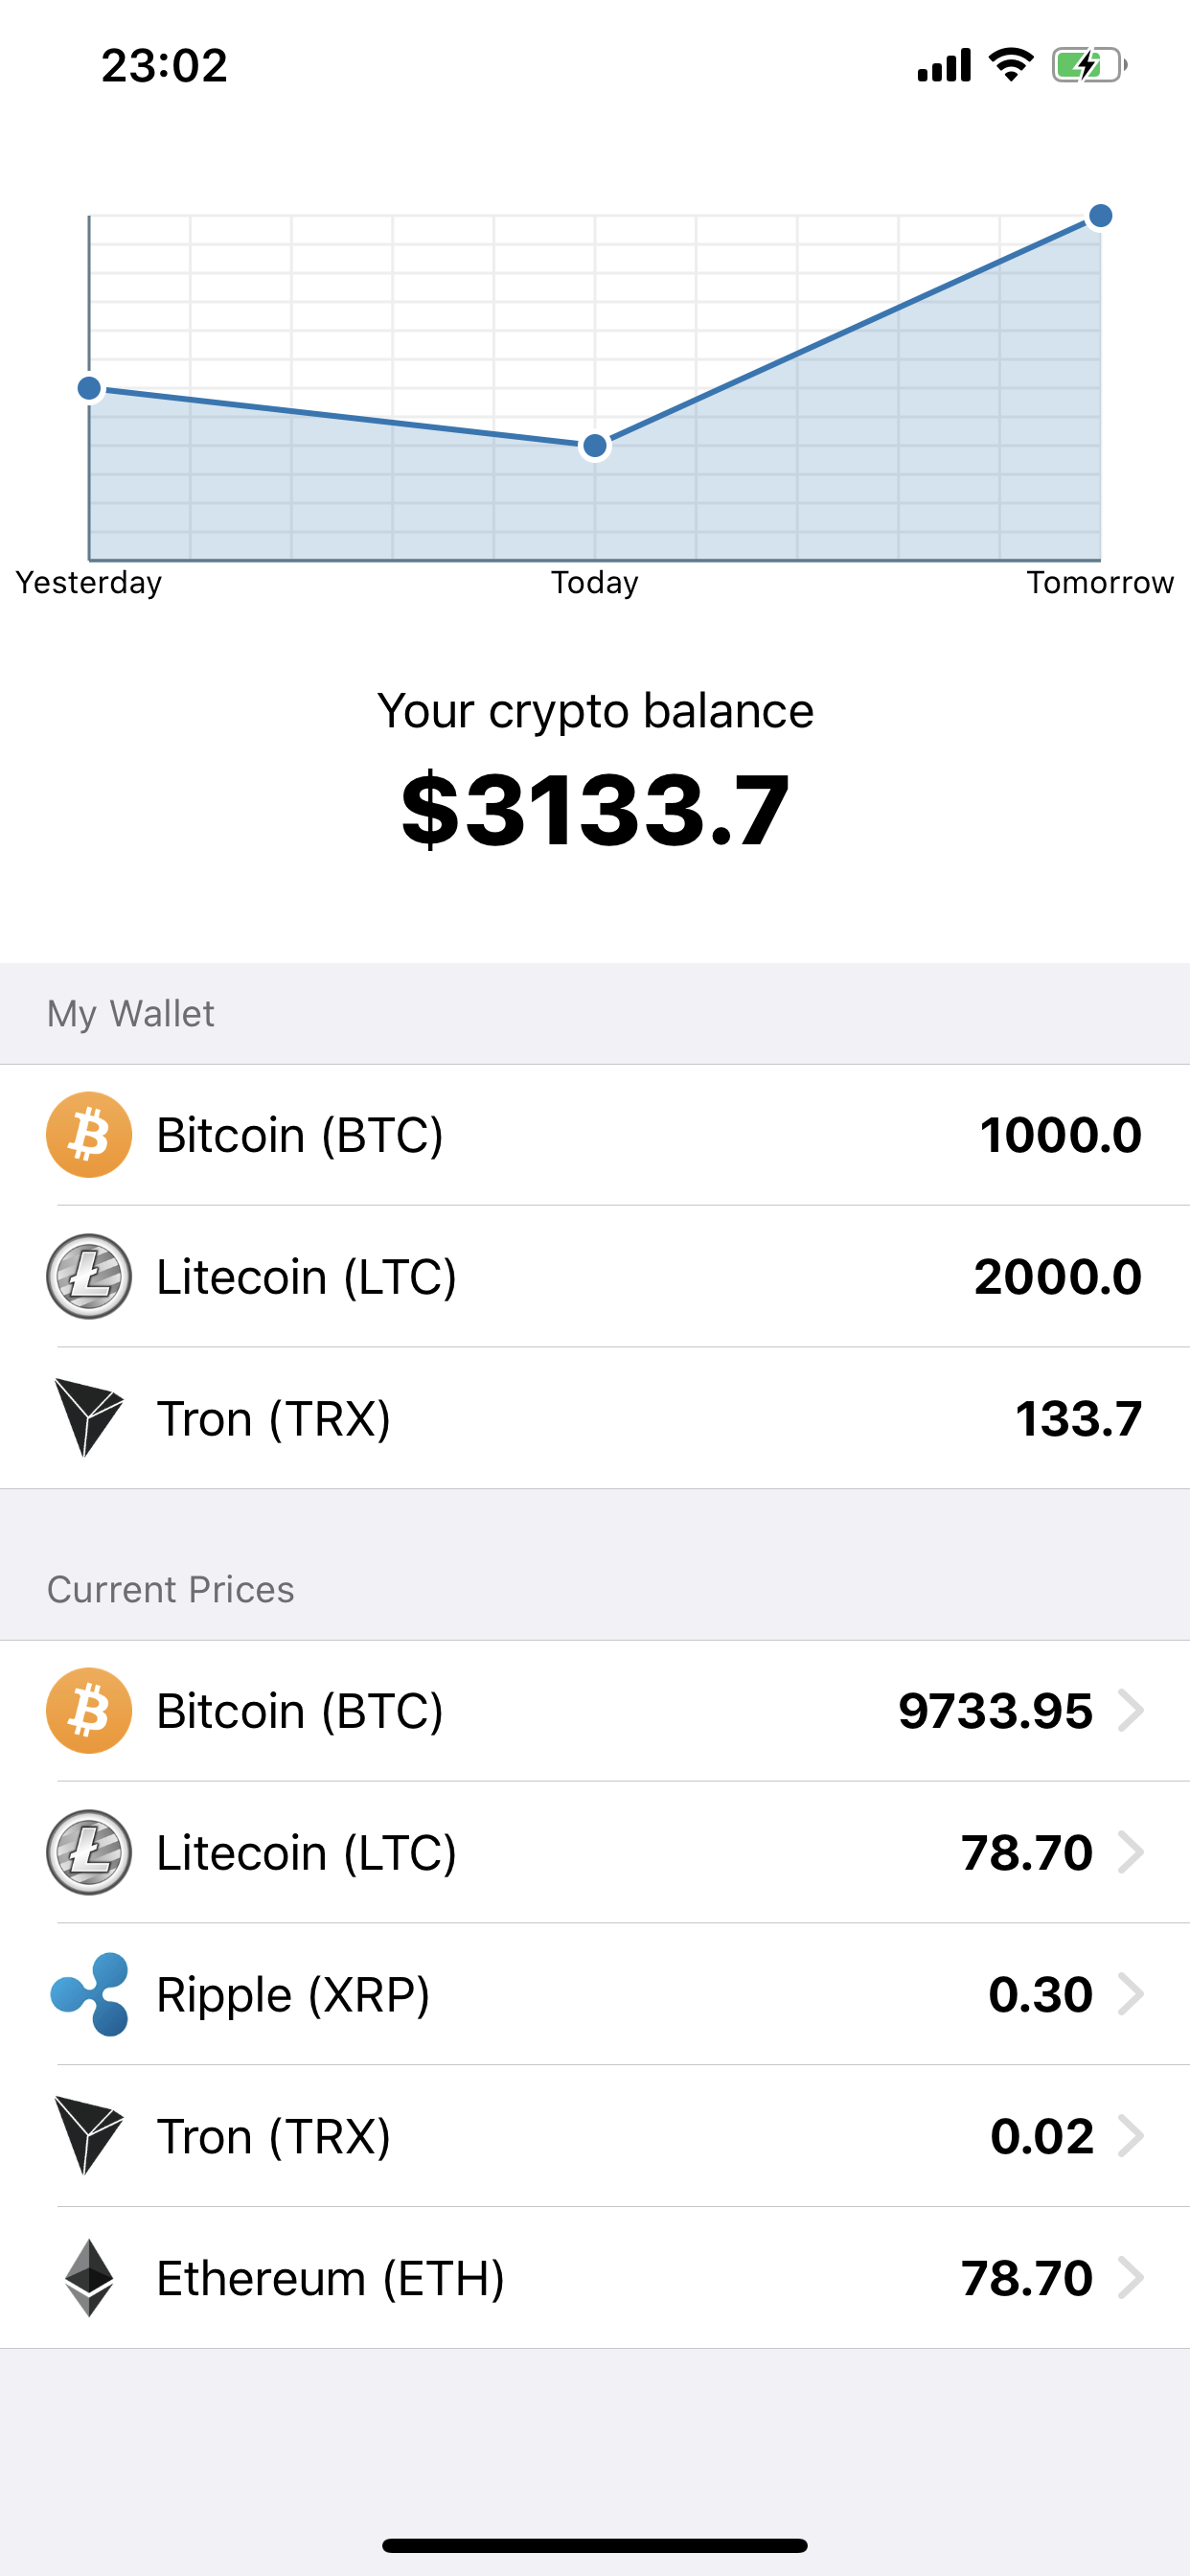 23:02
Yesterday Today Tomorrow
Your crypto balance
$3133.7
My Wallet
Bitcoin (BTC) 1000.0
Litecoin (LTC) 2000.0
Tron (TRX) 133.7
Current Prices
Bitcoin (BTC) 9733.95
Litecoin (LTC) 78.70
Ripple (XRP) 0.30
Tron (TRX) 0.02
Ethereum (ETH) 78.70